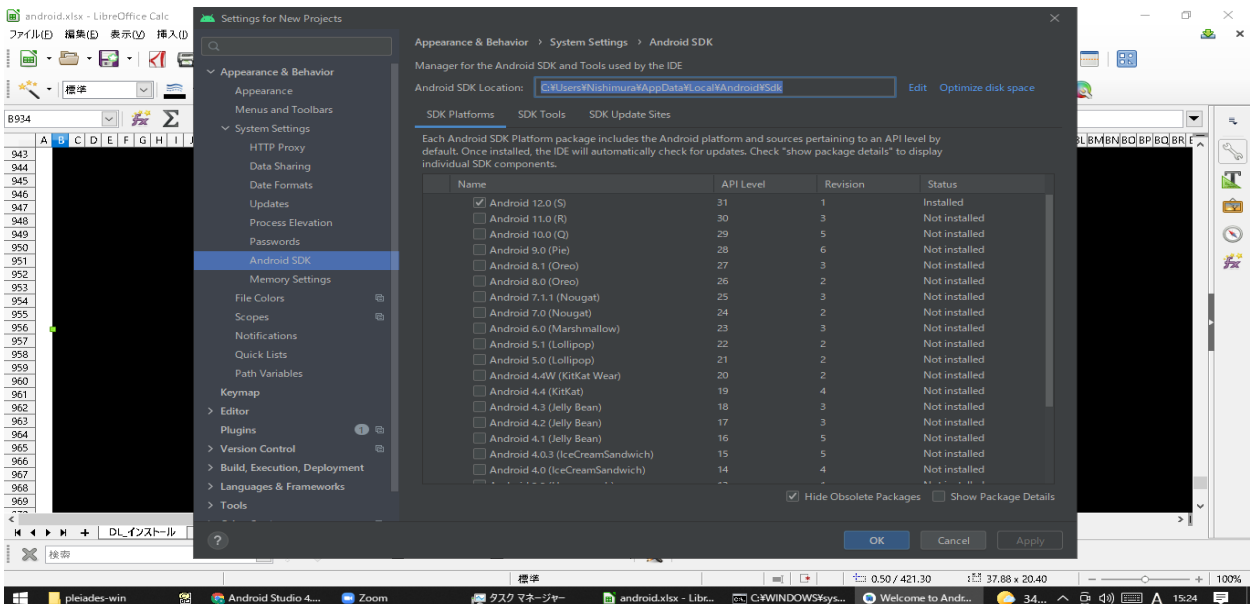 android.xlsx - LibreOffice Calc
ファイル(F) 編集(E) 表示(V) 挿入(I)
標準
B934
A B C D E F G H I
BL BM BN BO BP BQ BR
943
944
945
946
947
948
949
950
951
952
953
954
955
956
957
958
959
960
961
962
963
964
965
966
967
968
969
DL_インストール
検索
Settings for New Projects
Appearance & Behavior
Appearance
Menus and Toolbars
System Settings
HTTP Proxy
Data Sharing
Date Formats
Updates
Process Elevation
Passwords
Android SDK
Memory Settings
File Colors
Scopes
Notifications
Quick Lists
Path Variables
Keymap
Editor
Plugins 1
Version Control
Build, Execution, Deployment
Languages & Frameworks
Tools
Appearance & Behavior > System Settings > Android SDK
Manager for the Android SDK and Tools used by the IDE
Android SDK Location: C:¥Users¥Nishimura¥AppData¥Local¥Android¥Sdk Edit Optimize disk space
SDK Platforms SDK Tools SDK Update Sites
Each Android SDK Platform package includes the Android platform and sources pertaining to an API level by
default. Once installed, the IDE will automatically check for updates. Check "show package details" to display
individual SDK components.
Name API Level Revision Status
Android 12.0 (S) 31 1 Installed
Android 11.0 (R) 30 3 Not installed
Android 10.0 (Q) 29 5 Not installed
Android 9.0 (Pie) 28 6 Not installed
Android 8.1 (Oreo) 27 3 Not installed
Android 8.0 (Oreo) 26 2 Not installed
Android 7.1.1 (Nougat) 25 3 Not installed
Android 7.0 (Nougat) 24 2 Not installed
Android 6.0 (Marshmallow) 23 3 Not installed
Android 5.1 (Lollipop) 22 2 Not installed
Android 5.0 (Lollipop) 21 2 Not installed
Android 4.4W (KitKat Wear) 20 2 Not installed
Android 4.4 (KitKat) 19 4 Not installed
Android 4.3 (Jelly Bean) 18 3 Not installed
Android 4.2 (Jelly Bean) 17 3 Not installed
Android 4.1 (Jelly Bean) 16 5 Not installed
Android 4.0.3 (IceCreamSandwich) 15 5 Not installed
Android 4.0 (IceCreamSandwich) 14 4 Not installed
Hide Obsolete Packages Show Package Details
? OK Cancel Apply
標準 0.50 / 421.30 37.88 x 20.40 100%
pleiades-win Android Studio 4.... Zoom タスク マネージャー android.xlsx - Libr... C:¥WINDOWS¥sys... Welcome to Andr... 34... A 15:24